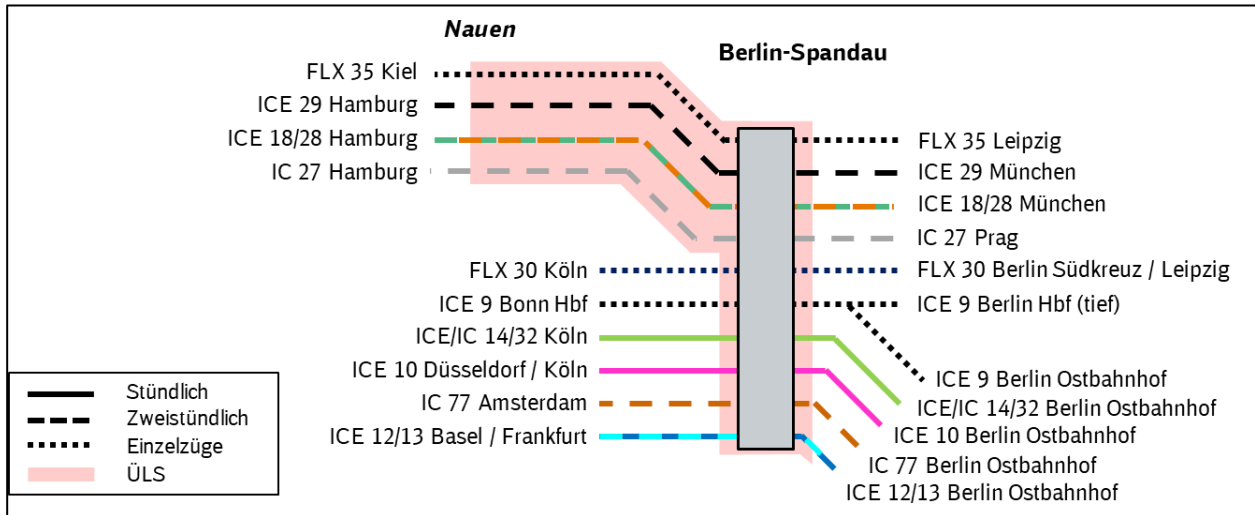 Nauen
Berlin-Spandau
FLX 35 Kiel
ICE 29 Hamburg
ICE 18/28 Hamburg
IC 27 Hamburg
FLX 35 Leipzig
ICE 29 München
ICE 18/28 München
IC 27 Prag
FLX 30 Köln
FLX 30 Berlin Südkreuz / Leipzig
ICE 9 Bonn Hbf
ICE 9 Berlin Hbf (tief)
ICE/IC 14/32 Köln
ICE 10 Düsseldorf / Köln
IC 77 Amsterdam
ICE 12/13 Basel / Frankfurt
ICE 9 Berlin Ostbahnhof
ICE/IC 14/32 Berlin Ostbahnhof
ICE 10 Berlin Ostbahnhof
IC 77 Berlin Ostbahnhof
ICE 12/13 Berlin Ostbahnhof
Stündlich
Zweistündlich
Einzelzüge
ÜLS